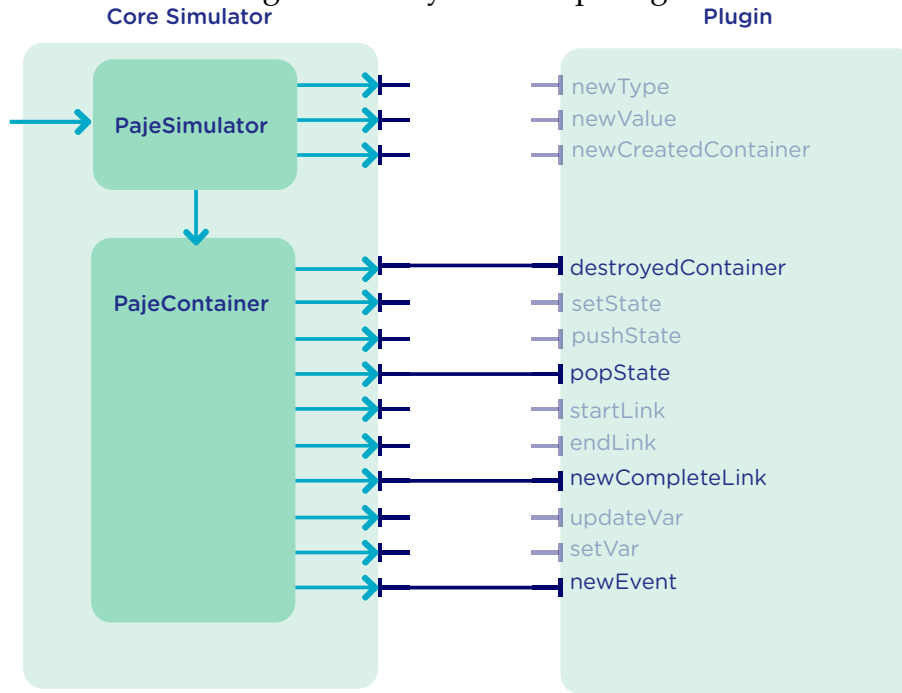 Core Simulator
Plugin
PajeSimulator
newType
newValue
newCreatedContainer
PajeContainer
destroyedContainer
setState
pushState
popState
startLink
endLink
newCompleteLink
updateVar
setVar
newEvent